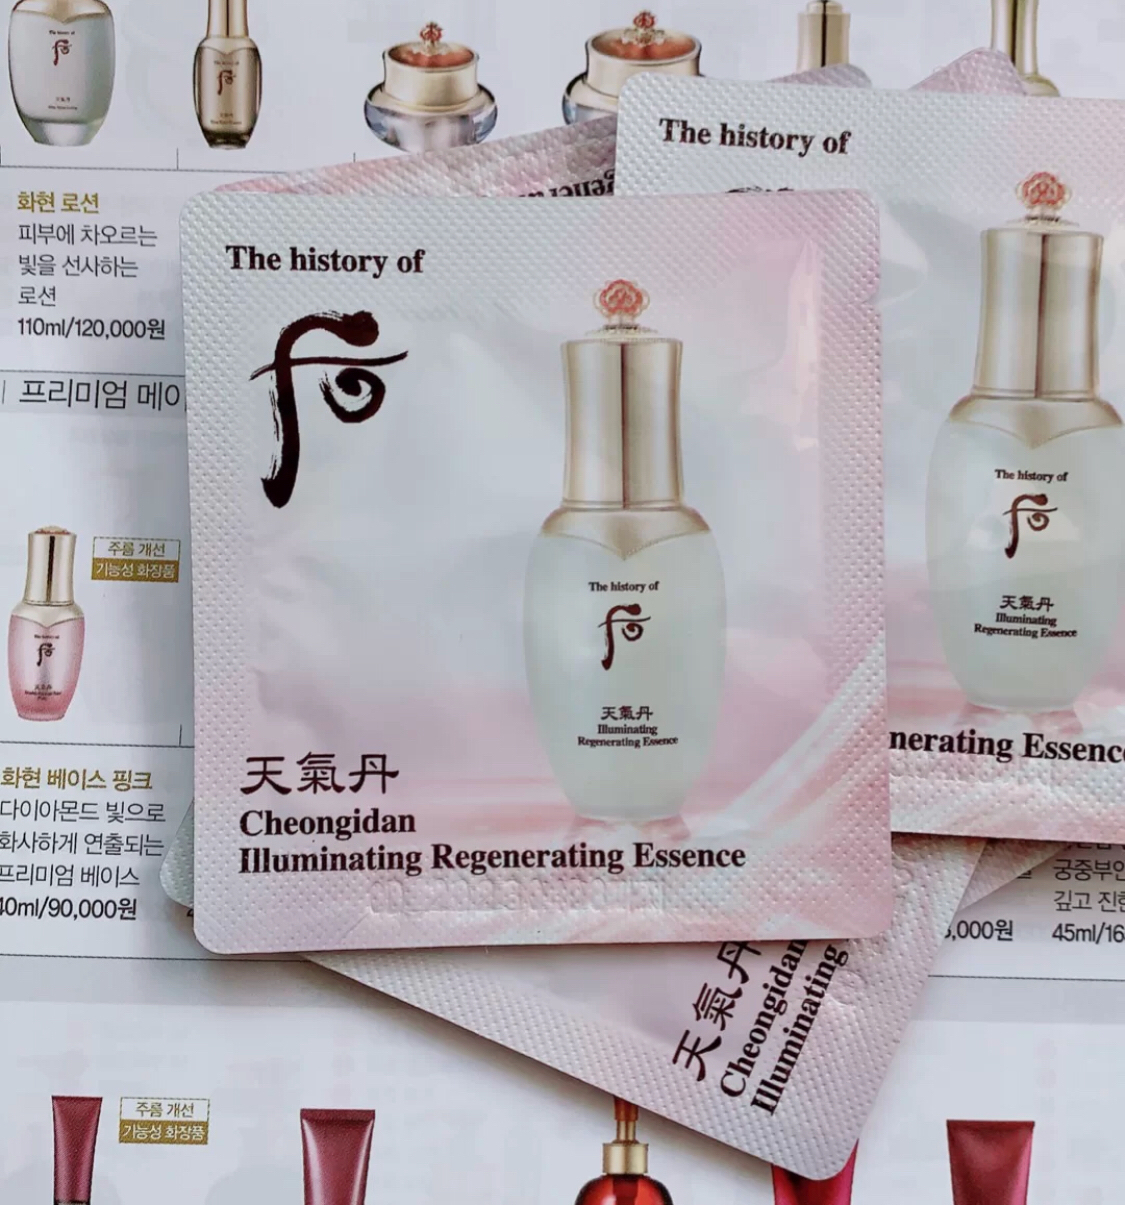 화현 로션
피부에 차오르는
빛을 선사하는
로션
110ml/120,000원
프리미엄 메이
주름 개선
기능성 화장품
화현 베이스 핑크
다이아몬드 빛으로
화사하게 연출되는
프리미엄 베이스
40ml/90,000원
The history of
后
The history of
后
天氣丹
Illuminating
Regenerating Essence
天氣丹
Cheongidan
Illuminating Regenerating Essence
The history of
The history of
后
天氣丹
Illuminating
Regenerating Essence
nerating Essence
天氣丹
Cheongidan
Illuminating
궁중부인
깊고 진한
,000원
45ml/16
주름 개선
기능성 화장품